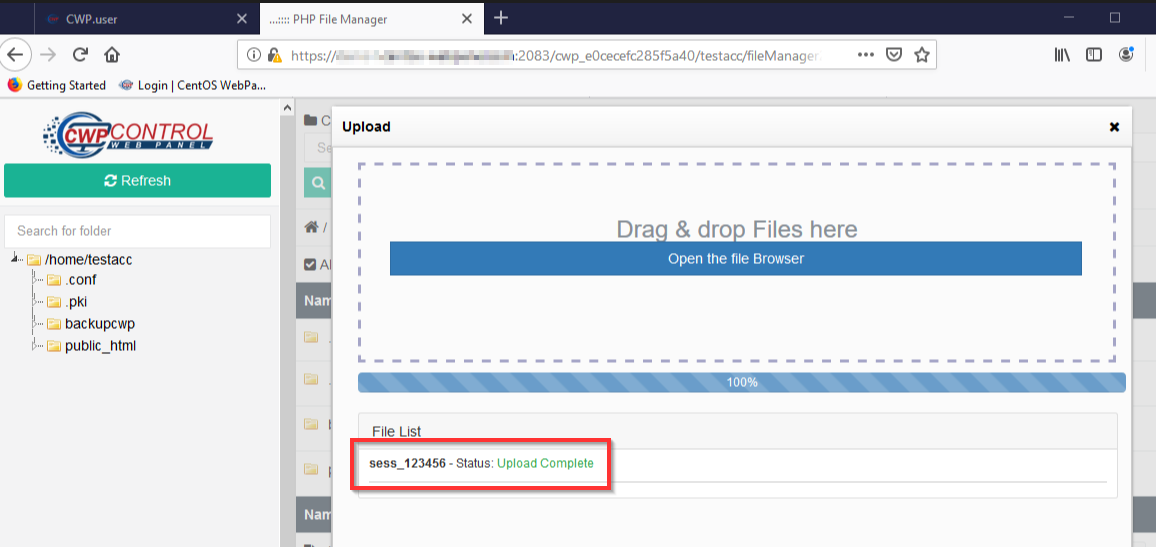 CWP.user
...:::: PHP File Manager
https://
:2083/cwp_e0cecefc285f5a40/testacc/fileManager
Getting Started
Login | CentOS WebPa...
CWP CONTROL
WEB PANEL
Refresh
Search for folder
/home/testacc
.conf
.pki
backupcwp
public_html
C
Se
/
Al
Nam
Nam
Upload
Drag & drop Files here
Open the file Browser
100%
File List
sess_123456 - Status: Upload Complete